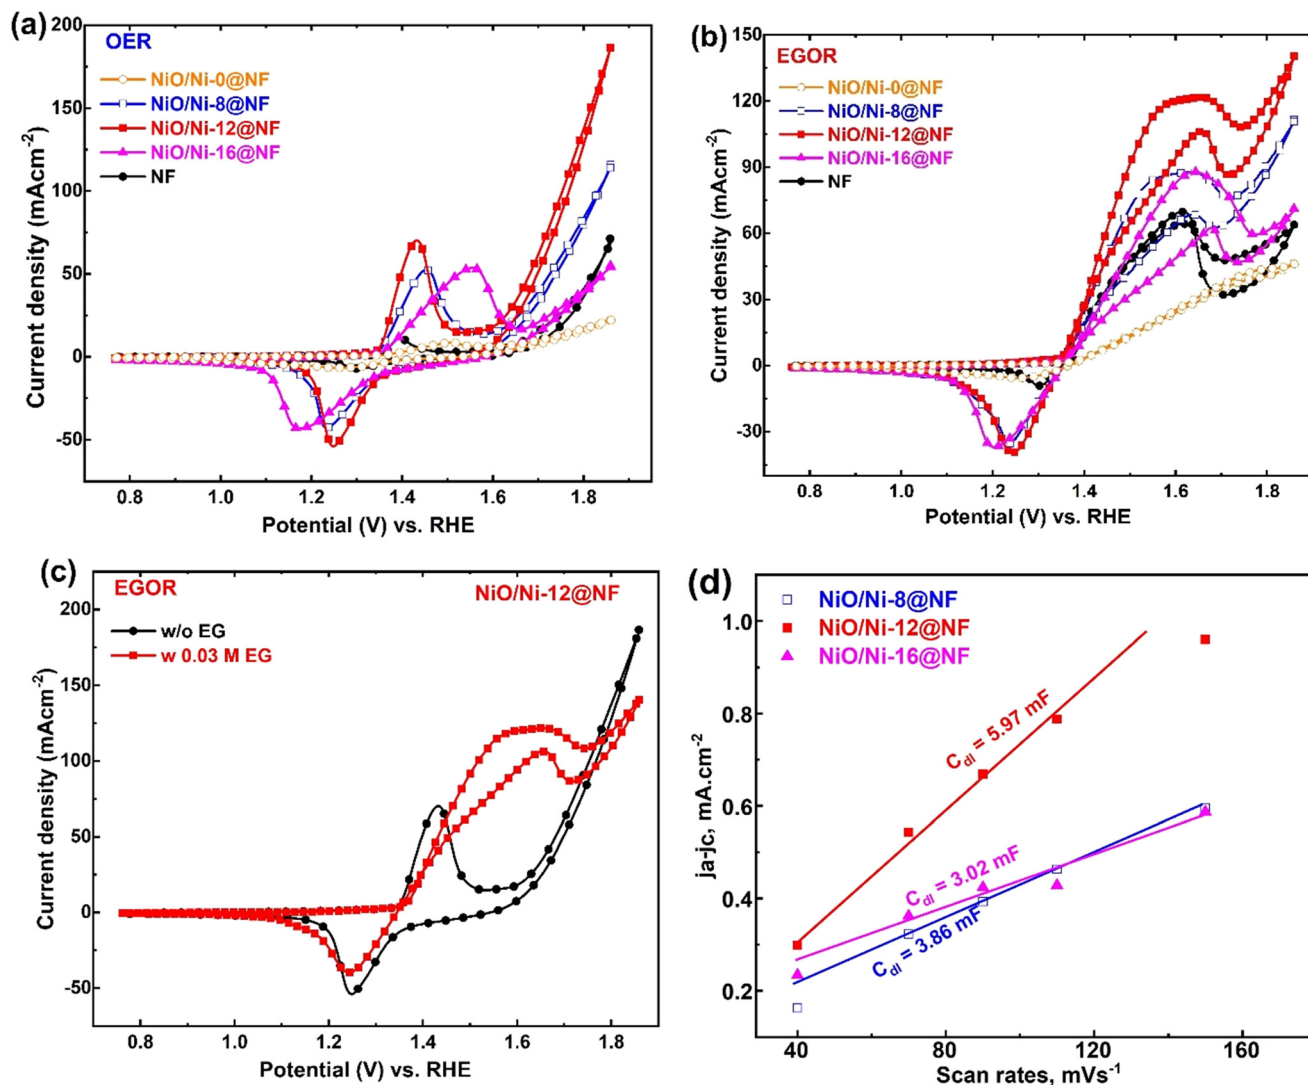 (a)
OER
NiO/Ni-0@NF
NiO/Ni-8@NF
NiO/Ni-12@NF
NiO/Ni-16@NF
NF
200
150
100
50
0
-50
Current density (mAcm-2)
0.8 1.0 1.2 1.4 1.6 1.8
Potential (V) vs. RHE
(b)
EGOR
NiO/Ni-0@NF
NiO/Ni-8@NF
NiO/Ni-12@NF
NiO/Ni-16@NF
NF
150
120
90
60
30
0
-30
Current density (mAcm-2)
0.8 1.0 1.2 1.4 1.6 1.8
Potential (V) vs. RHE
(c)
EGOR
NiO/Ni-12@NF
w/o EG
w 0.03 M EG
200
150
100
50
0
-50
Current density (mAcm-2)
0.8 1.0 1.2 1.4 1.6 1.8
Potential (V) vs. RHE
(d)
NiO/Ni-8@NF
NiO/Ni-12@NF
NiO/Ni-16@NF
1.0
0.8
0.6
0.4
0.2
ja-jc, mA.cm-2
Cdl = 5.97 mF
Cdl = 3.02 mF
Cdl = 3.86 mF
40 80 120 160
Scan rates, mVs-1